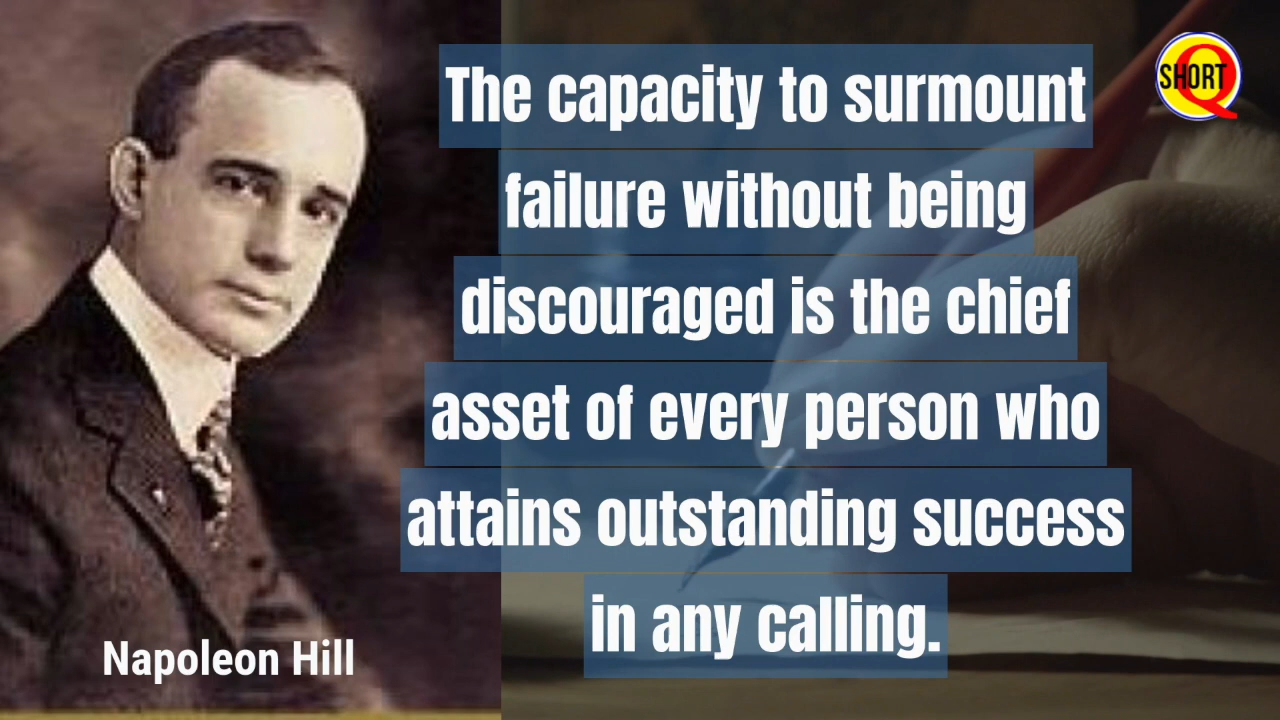 The capacity to surmount
failure without being
discouraged is the chief
asset of every person who
attains outstanding success
in any calling.
Napoleon Hill
SHORT
Q